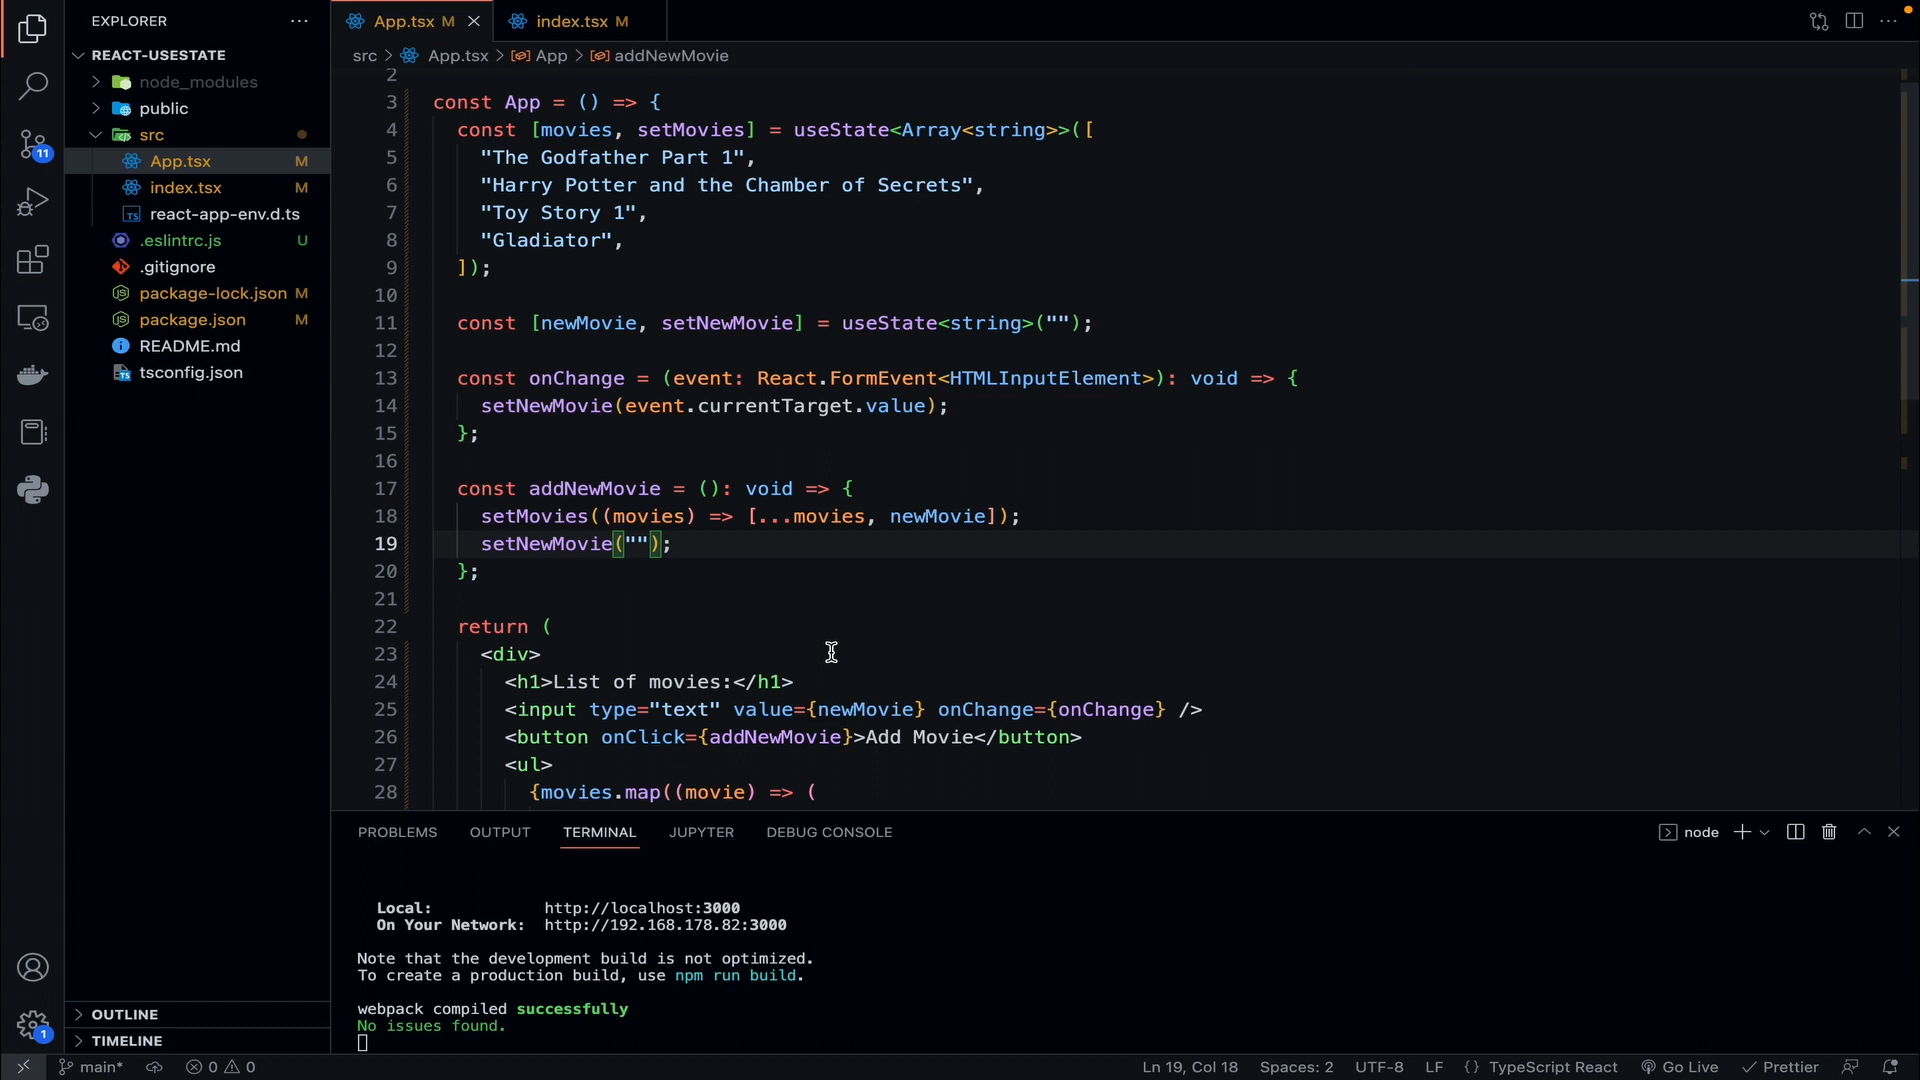 EXPLORER
REACT-USESTATE
node_modules
public
src
App.tsx M
index.tsx M
react-app-env.d.ts
.eslintrc.js U
.gitignore
package-lock.json M
package.json M
README.md
tsconfig.json
OUTLINE
TIMELINE
11
1
App.tsx M
index.tsx M
src > App.tsx > App > addNewMovie
2
3 const App = () => {
4 const [movies, setMovies] = useState<Array<string>>([
5 "The Godfather Part 1",
6 "Harry Potter and the Chamber of Secrets",
7 "Toy Story 1",
8 "Gladiator",
9 ]);
10
11 const [newMovie, setNewMovie] = useState<string>("");
12
13 const onChange = (event: React.FormEvent<HTMLInputElement>): void => {
14 setNewMovie(event.currentTarget.value);
15 };
16
17 const addNewMovie = (): void => {
18 setMovies((movies) => [...movies, newMovie]);
19 setNewMovie("");
20 };
21
22 return (
23 <div>
24 <h1>List of movies:</h1>
25 <input type="text" value={newMovie} onChange={onChange} />
26 <button onClick={addNewMovie}>Add Movie</button>
27 <ul>
28 {movies.map((movie) => (
PROBLEMS OUTPUT TERMINAL JUPYTER DEBUG CONSOLE
node
Local: http://localhost:3000
On Your Network: http://192.168.178.82:3000
Note that the development build is not optimized.
To create a production build, use npm run build.
webpack compiled successfully
No issues found.
main* 0 0
Ln 19, Col 18 Spaces: 2 UTF-8 LF {} TypeScript React Go Live Prettier